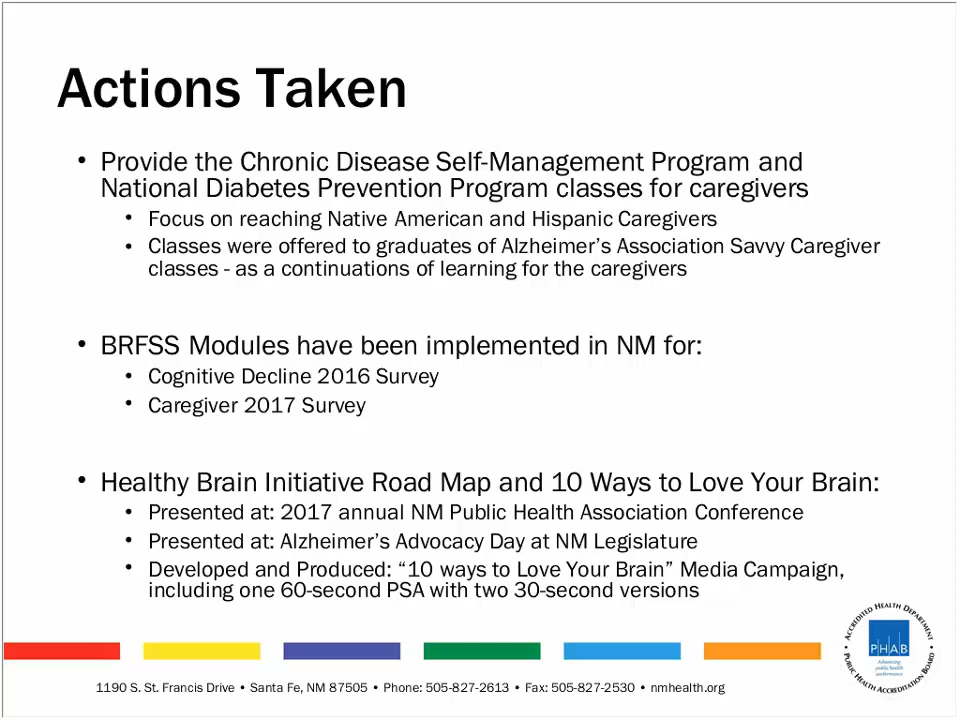 Actions Taken
• Provide the Chronic Disease Self-Management Program and
National Diabetes Prevention Program classes for caregivers
• Focus on reaching Native American and Hispanic Caregivers
• Classes were offered to graduates of Alzheimer’s Association Savvy Caregiver
classes - as a continuations of learning for the caregivers
• BRFSS Modules have been implemented in NM for:
• Cognitive Decline 2016 Survey
• Caregiver 2017 Survey
• Healthy Brain Initiative Road Map and 10 Ways to Love Your Brain:
• Presented at: 2017 annual NM Public Health Association Conference
• Presented at: Alzheimer’s Advocacy Day at NM Legislature
• Developed and Produced: “10 ways to Love Your Brain” Media Campaign,
including one 60-second PSA with two 30-second versions
• ACCREDITED HEALTH DEPARTMENT •
PHAB
Advancing
public health
performance
PUBLIC HEALTH ACCREDITATION BOARD
1190 S. St. Francis Drive • Santa Fe, NM 87505 • Phone: 505-827-2613 • Fax: 505-827-2530 • nmhealth.org